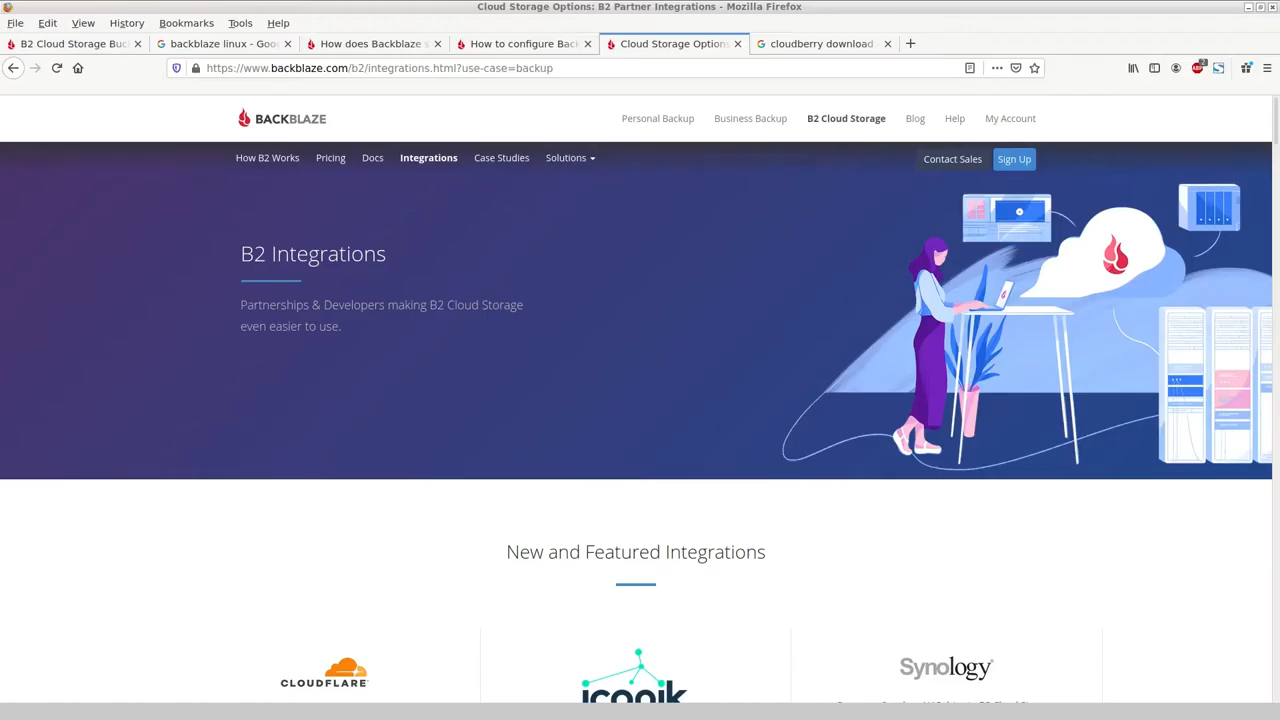 Cloud Storage Options: B2 Partner Integrations - Mozilla Firefox
File Edit View History Bookmarks Tools Help
B2 Cloud Storage Buc backblaze linux - Goo How does Backblaze s How to configure Bac Cloud Storage Options cloudberry download
https://www.backblaze.com/b2/integrations.html?use-case=backup
BACKBLAZE Personal Backup Business Backup B2 Cloud Storage Blog Help My Account
How B2 Works Pricing Docs Integrations Case Studies Solutions Contact Sales Sign Up
B2 Integrations
Partnerships & Developers making B2 Cloud Storage
even easier to use.
New and Featured Integrations
CLOUDFLARE iconik Synology